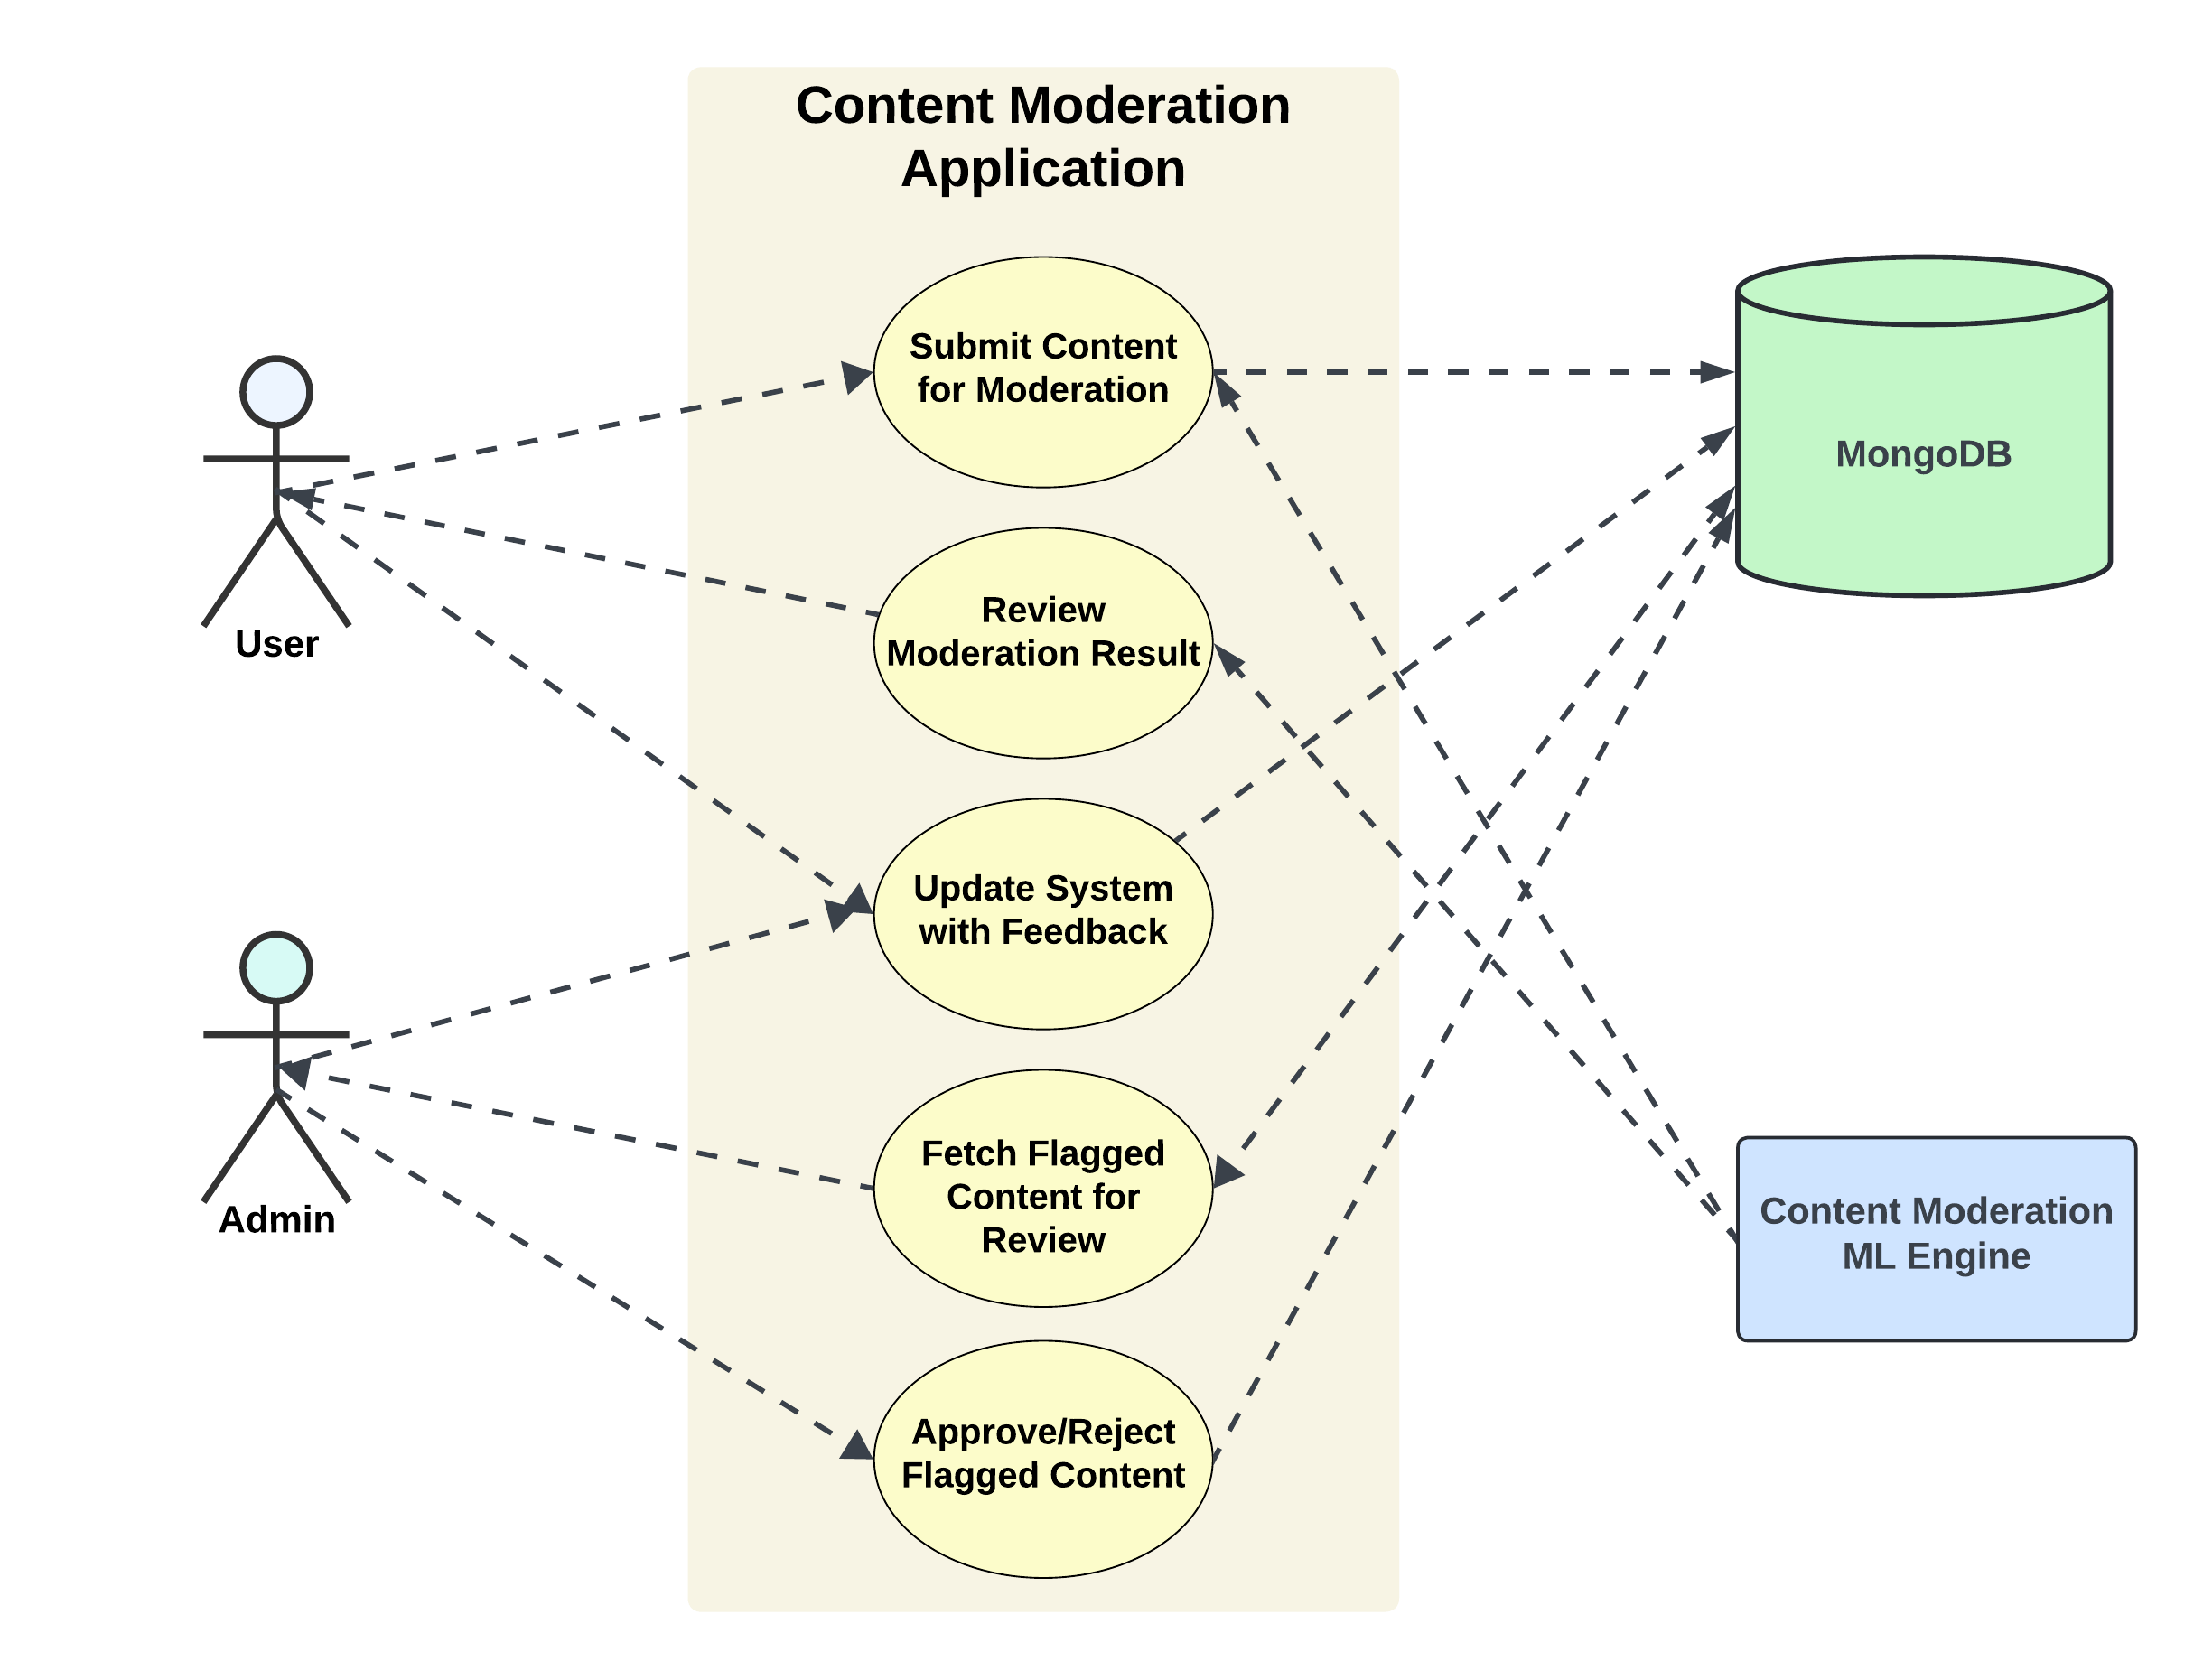 Content Moderation
Application
Submit Content
for Moderation
MongoDB
Review
Moderation Result
User
Update System
with Feedback
Fetch Flagged
Content for
Review
Admin
Content Moderation
ML Engine
Approve/Reject
Flagged Content